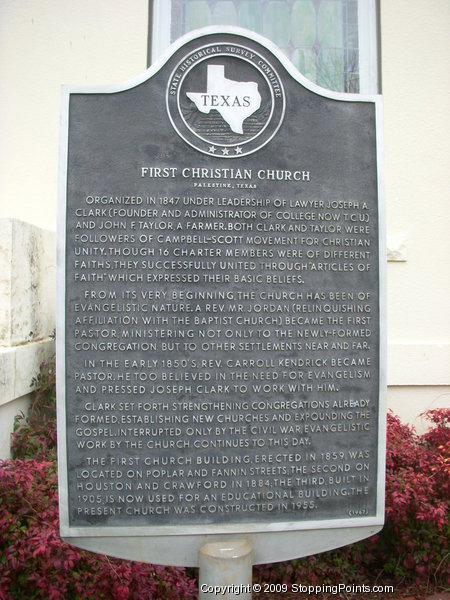 STATE HISTORICAL SURVEY COMMITTEE
TEXAS
FIRST CHRISTIAN CHURCH
PALESTINE, TEXAS
ORGANIZED IN 1847 UNDER LEADERSHIP OF LAWYER JOSEPH A.
CLARK (FOUNDER AND ADMINISTRATOR OF COLLEGE NOW T.C.U.)
AND JOHN F. TAYLOR, A FARMER. BOTH CLARK AND TAYLOR WERE
FOLLOWERS OF CAMPBELL-SCOTT MOVEMENT FOR CHRISTIAN
UNITY. THOUGH 16 CHARTER MEMBERS WERE OF DIFFERENT
FAITHS, THEY SUCCESSFULLY UNITED THROUGH "ARTICLES OF
FAITH" WHICH EXPRESSED THEIR BASIC BELIEFS.
FROM ITS VERY BEGINNING, THE CHURCH HAS BEEN OF
EVANGELISTIC NATURE. A REV. MR. JORDAN (RELINQUISHING
AFFILIATION WITH THE BAPTIST CHURCH) BECAME THE FIRST
PASTOR, MINISTERING NOT ONLY TO THE NEWLY-FORMED
CONGREGATION BUT TO OTHER SETTLEMENTS NEAR AND FAR.
IN THE EARLY 1850'S, REV. CARROLL KENDRICK BECAME
PASTOR. HE TOO BELIEVED IN THE NEED FOR EVANGELISM
AND PRESSED JOSEPH CLARK TO WORK WITH HIM.
CLARK SET FORTH STRENGTHENING CONGREGATIONS ALREADY
FORMED, ESTABLISHING NEW CHURCHES AND EXPOUNDING THE
GOSPEL. INTERRUPTED ONLY BY THE CIVIL WAR, EVANGELISTIC
WORK BY THE CHURCH CONTINUES TO THIS DAY.
THE FIRST CHURCH BUILDING, ERECTED IN 1859, WAS
LOCATED ON POPLAR AND FANNIN STREETS, THE SECOND ON
HOUSTON AND CRAWFORD IN 1884. THE THIRD, BUILT IN
1905, IS NOW USED FOR AN EDUCATIONAL BUILDING. THE
PRESENT CHURCH WAS CONSTRUCTED IN 1955.
(1967)
Copyright © 2009 StoppingPoints.com